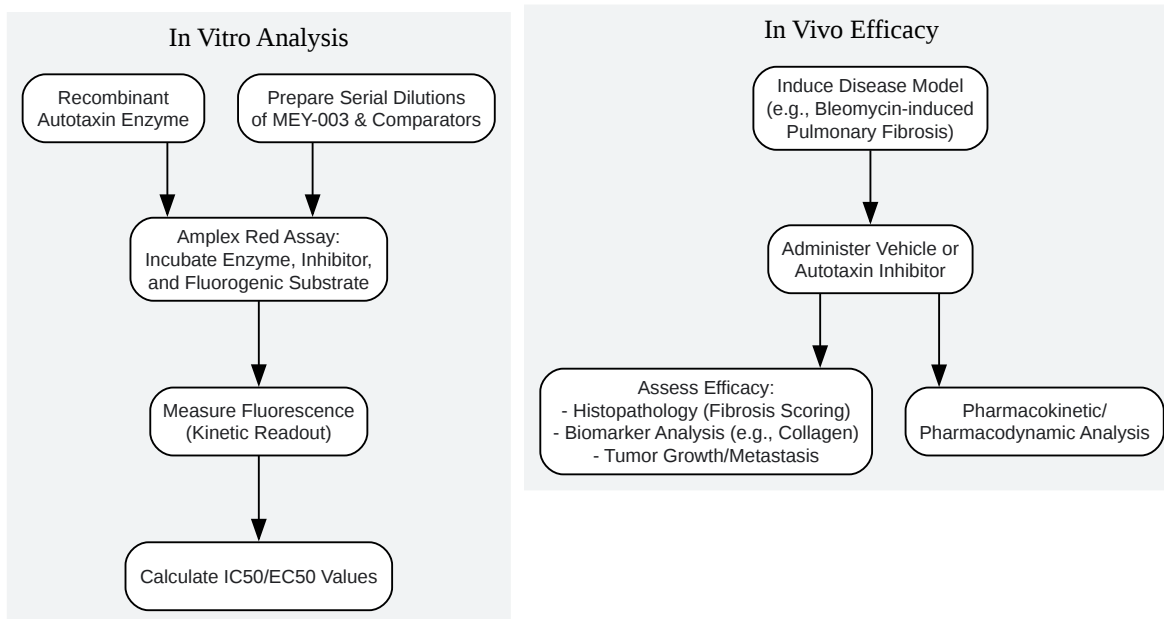 In Vitro Analysis
Recombinant
Autotaxin Enzyme
Prepare Serial Dilutions
of MEY-003 & Comparators
Amplex Red Assay:
Incubate Enzyme, Inhibitor,
and Fluorogenic Substrate
Measure Fluorescence
(Kinetic Readout)
Calculate IC50/EC50 Values
In Vivo Efficacy
Induce Disease Model
(e.g., Bleomycin-induced
Pulmonary Fibrosis)
Administer Vehicle or
Autotaxin Inhibitor
Assess Efficacy:
- Histopathology (Fibrosis Scoring)
- Biomarker Analysis (e.g., Collagen)
- Tumor Growth/Metastasis
Pharmacokinetic/
Pharmacodynamic Analysis